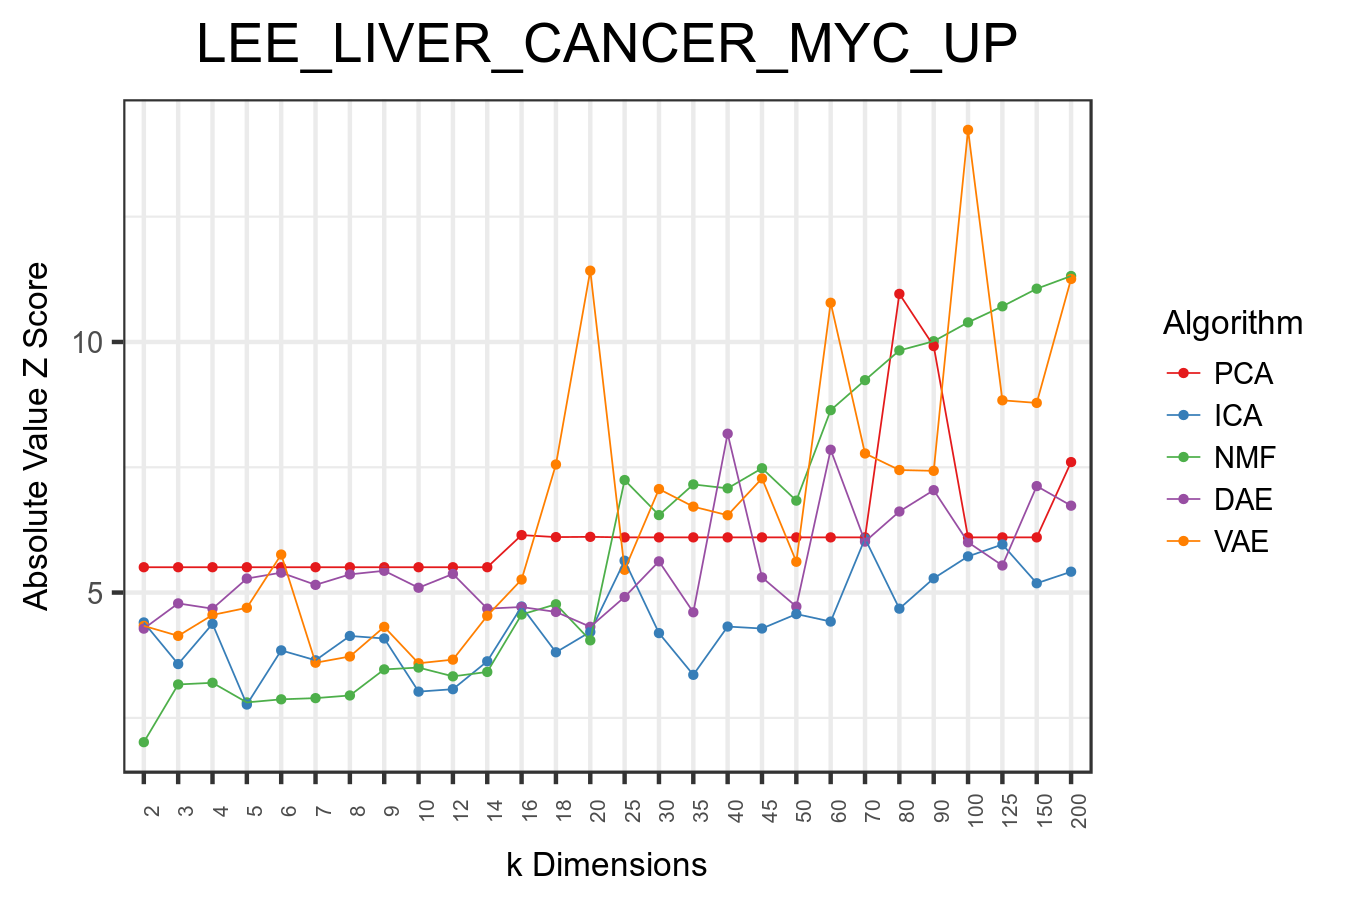 LEE_LIVER_CANCER_MYC_UP
Absolute Value Z Score
10
5
2 3 4 5 6 7 8 9 10 12 14 16 18 20 25 30 35 40 45 50 60 70 80 90 100 125 150 200
k Dimensions
Algorithm
PCA
ICA
NMF
DAE
VAE